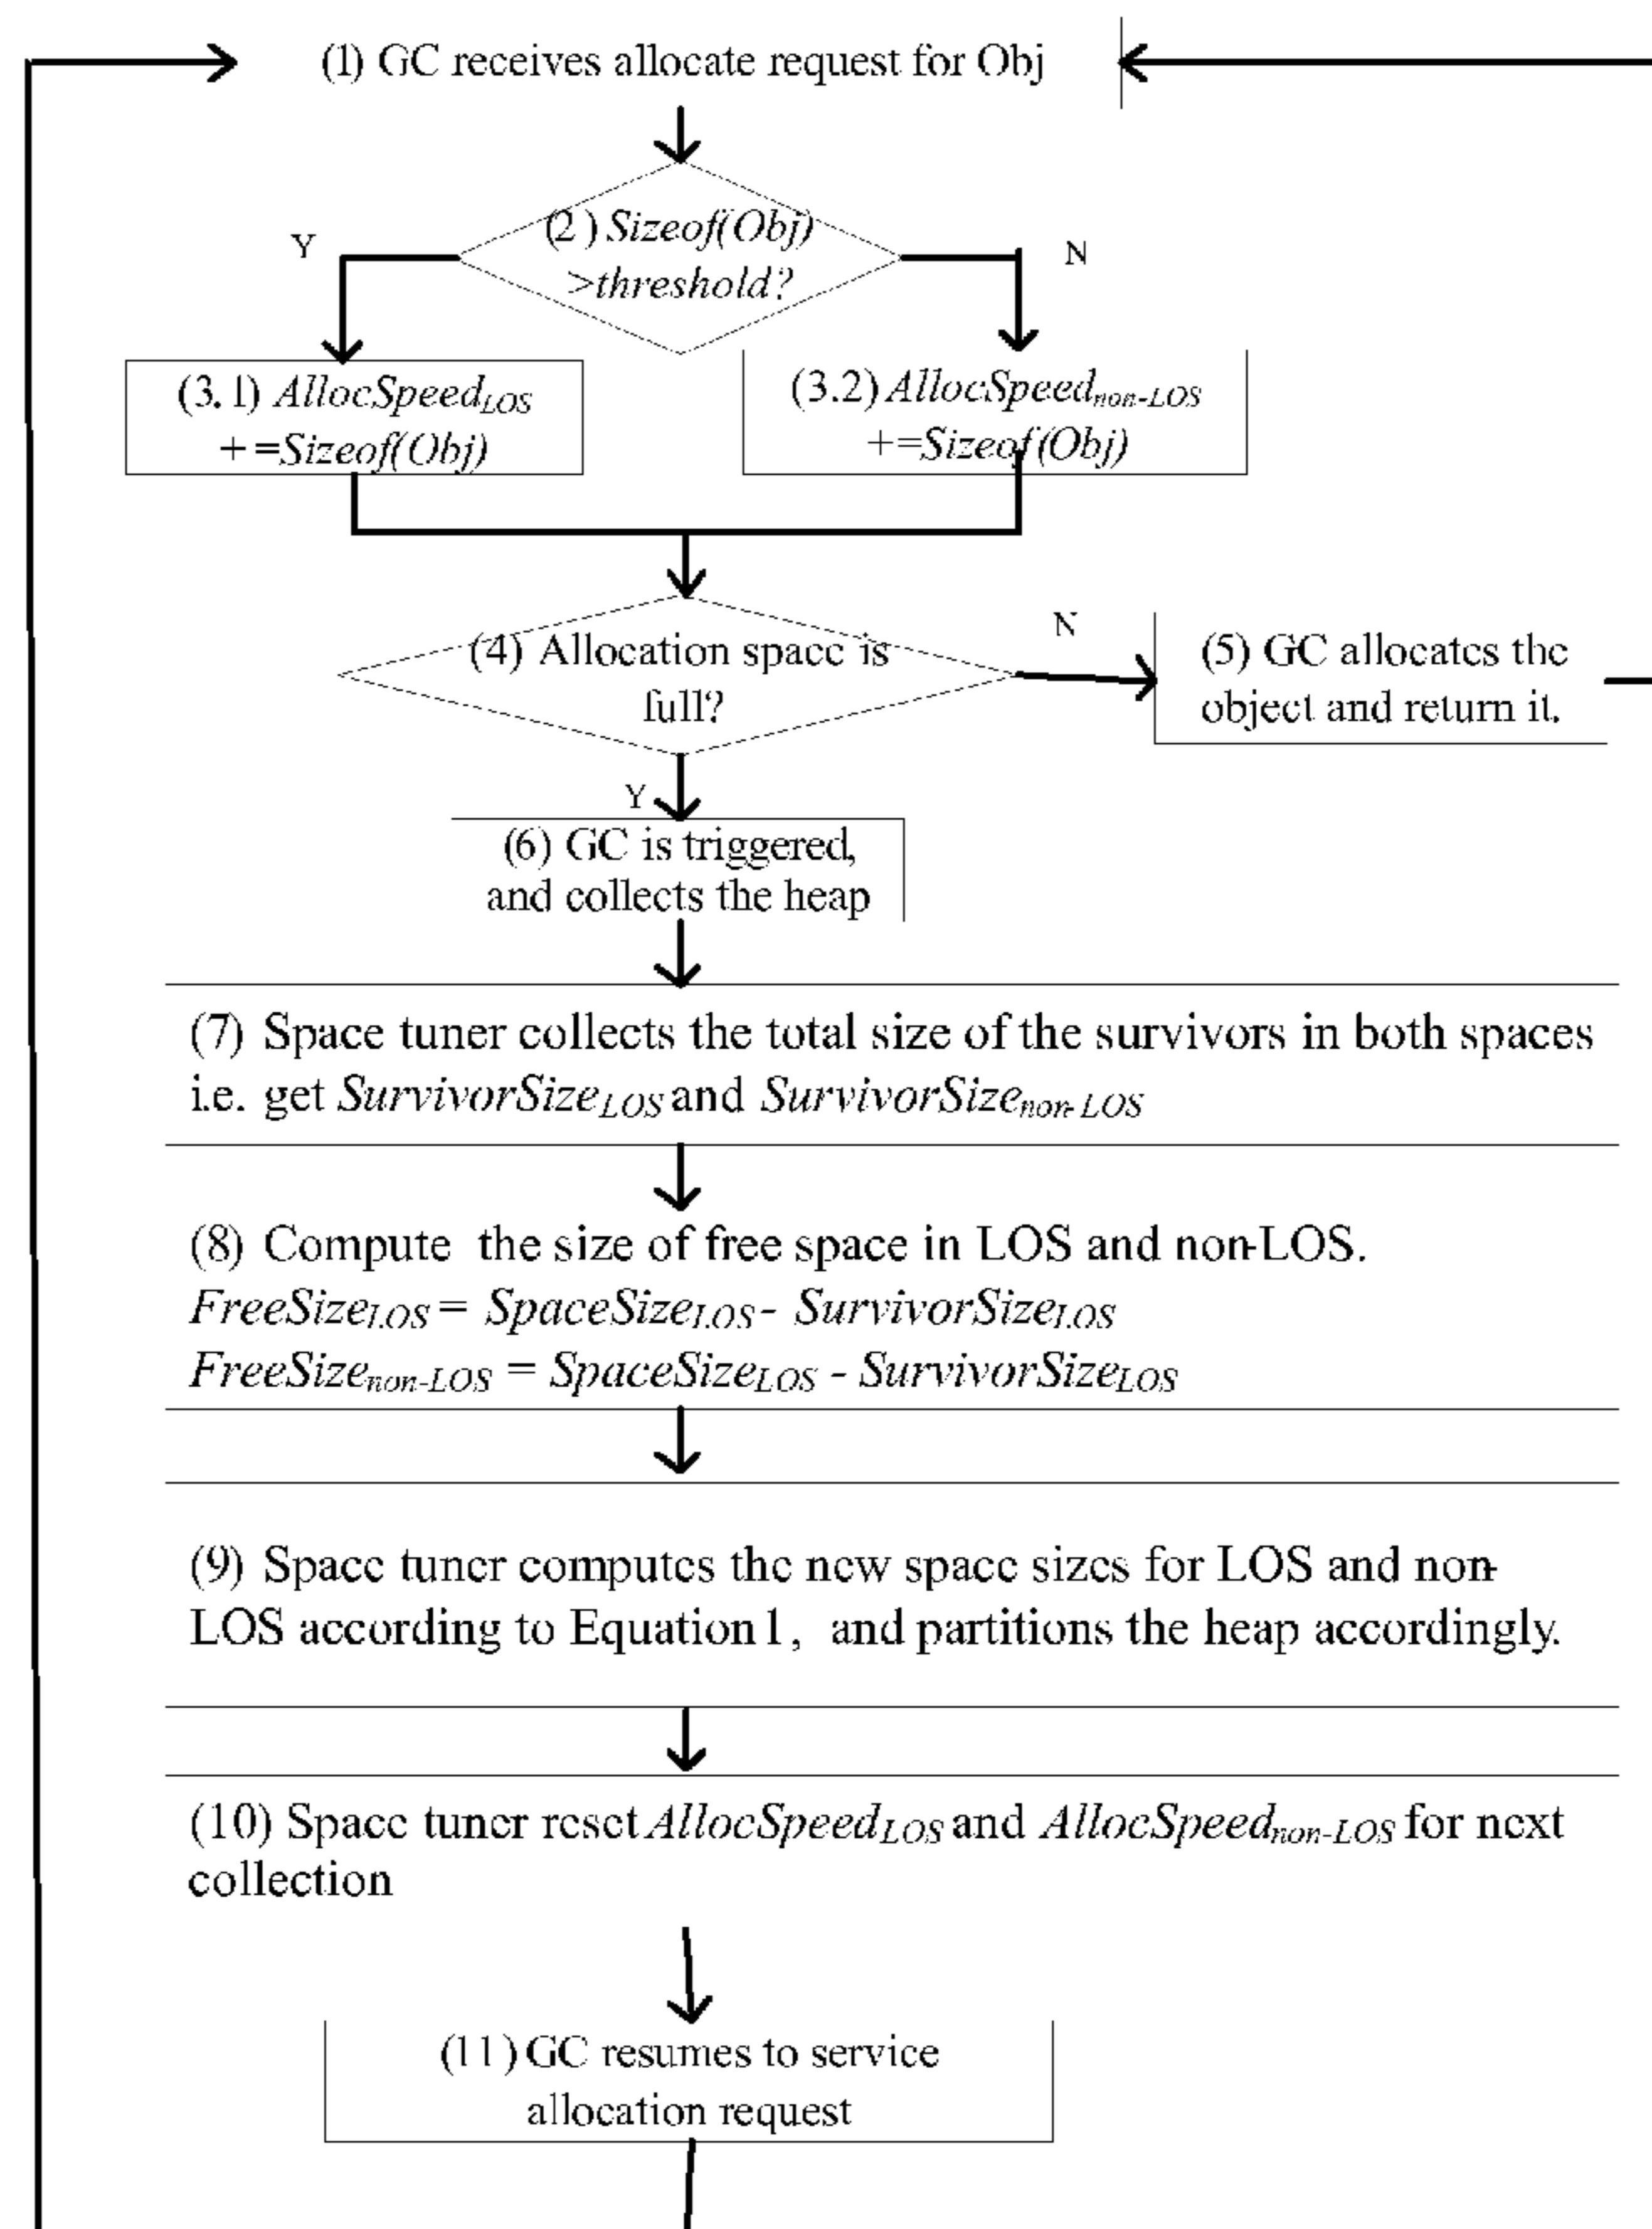 (1) GC receives allocate request for Obj
(2) Sizeof(Obj)
>threshold?
Y
N
(3.1) AllocSpeedLOS
+=Sizeof(Obj)
(3.2) AllocSpeednon-LOS
+=Sizeof(Obj)
(4) Allocation space is
full?
N
(5) GC allocates the
object and return it.
Y
(6) GC is triggered,
and collects the heap
(7) Space tuner collects the total size of the survivors in both spaces
i.e. get SurvivorSizeLOS and SurvivorSizenon-LOS
(8) Compute the size of free space in LOS and non-LOS.
FreeSizeLOS = SpaceSizeLOS - SurvivorSizeLOS
FreeSizenon-LOS = SpaceSizeLOS - SurvivorSizeLOS
(9) Space tuner computes the new space sizes for LOS and non-
LOS according to Equation1, and partitions the heap accordingly.
(10) Space tuner reset AllocSpeedLOS and AllocSpeednon-LOS for next
collection
(11) GC resumes to service
allocation request